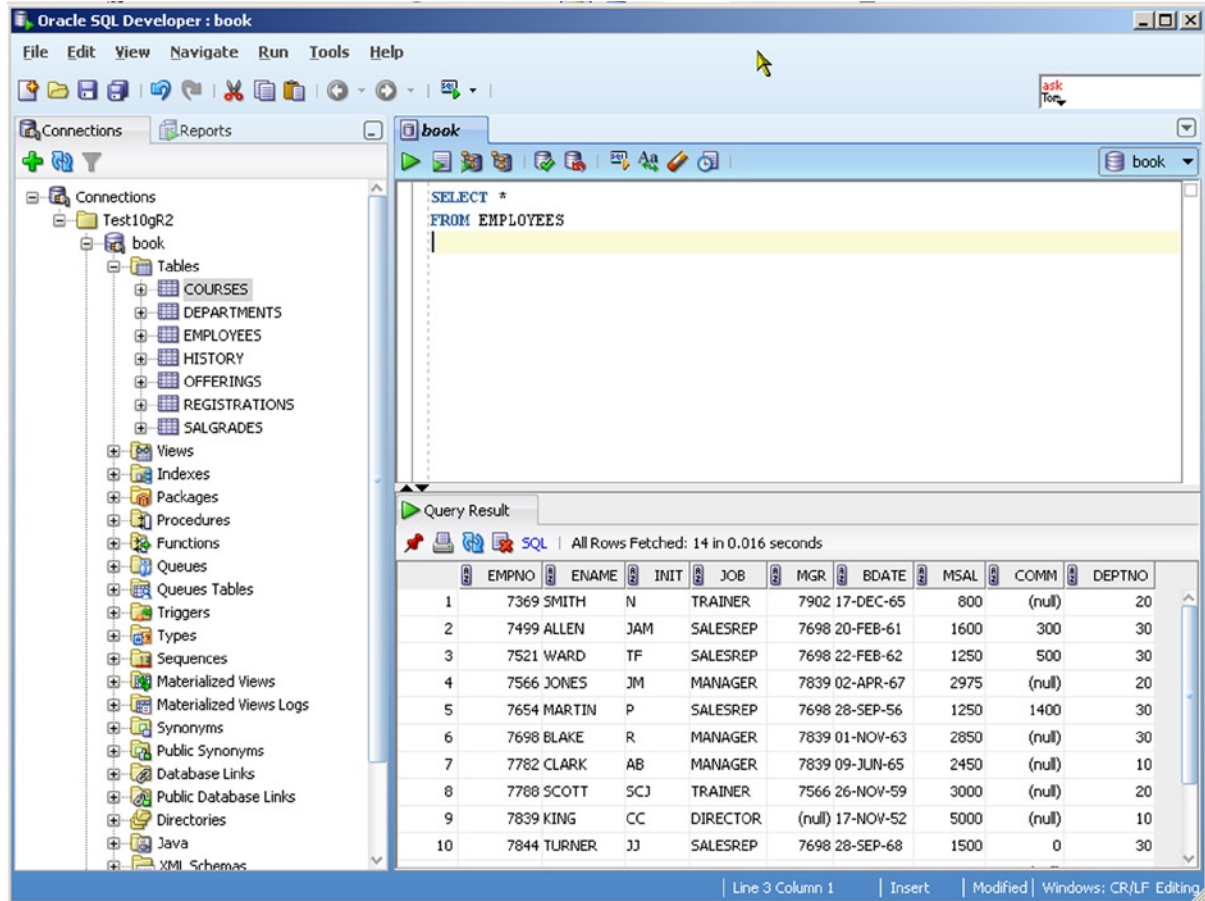 Oracle SQL Developer : book
File Edit View Navigate Run Tools Help
ask
Tom
Connections Reports
book
book
Connections
Test10gR2
book
Tables
COURSES
DEPARTMENTS
EMPLOYEES
HISTORY
OFFERINGS
REGISTRATIONS
SALGRADES
Views
Indexes
Packages
Procedures
Functions
Queues
Queues Tables
Triggers
Types
Sequences
Materialized Views
Materialized Views Logs
Synonyms
Public Synonyms
Database Links
Public Database Links
Directories
Java
XML Schemas
SELECT *
FROM EMPLOYEES
Query Result
SQL | All Rows Fetched: 14 in 0.016 seconds
EMPNO ENAME INIT JOB MGR BDATE MSAL COMM DEPTNO
1 7369 SMITH N TRAINER 7902 17-DEC-65 800 (null) 20
2 7499 ALLEN JAM SALESREP 7698 20-FEB-61 1600 300 30
3 7521 WARD TF SALESREP 7698 22-FEB-62 1250 500 30
4 7566 JONES JM MANAGER 7839 02-APR-67 2975 (null) 20
5 7654 MARTIN P SALESREP 7698 28-SEP-56 1250 1400 30
6 7698 BLAKE R MANAGER 7839 01-NOV-63 2850 (null) 30
7 7782 CLARK AB MANAGER 7839 09-JUN-65 2450 (null) 10
8 7788 SCOTT SCJ TRAINER 7566 26-NOV-59 3000 (null) 20
9 7839 KING CC DIRECTOR (null) 17-NOV-52 5000 (null) 10
10 7844 TURNER JJ SALESREP 7698 28-SEP-68 1500 0 30
Line 3 Column 1 | Insert | Modified | Windows: CR/LF Editing